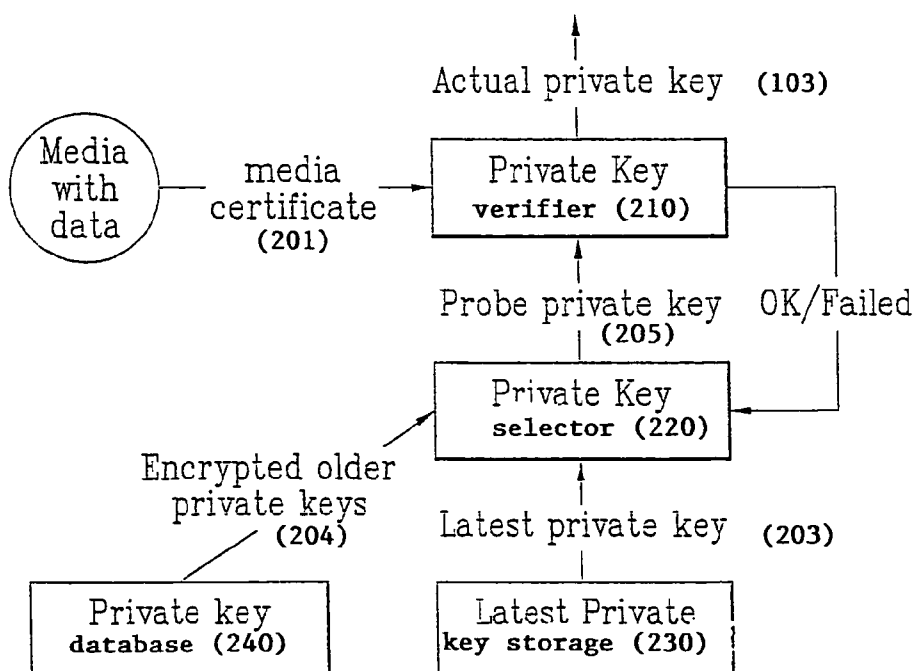 Actual private key (103)
Media
with
data
media
certificate
(201)
Private Key
verifier (210)
Probe private key
(205)
OK/Failed
Private Key
selector (220)
Encrypted older
private keys
(204)
Latest private key (203)
Private key
database (240)
Latest Private
key storage (230)